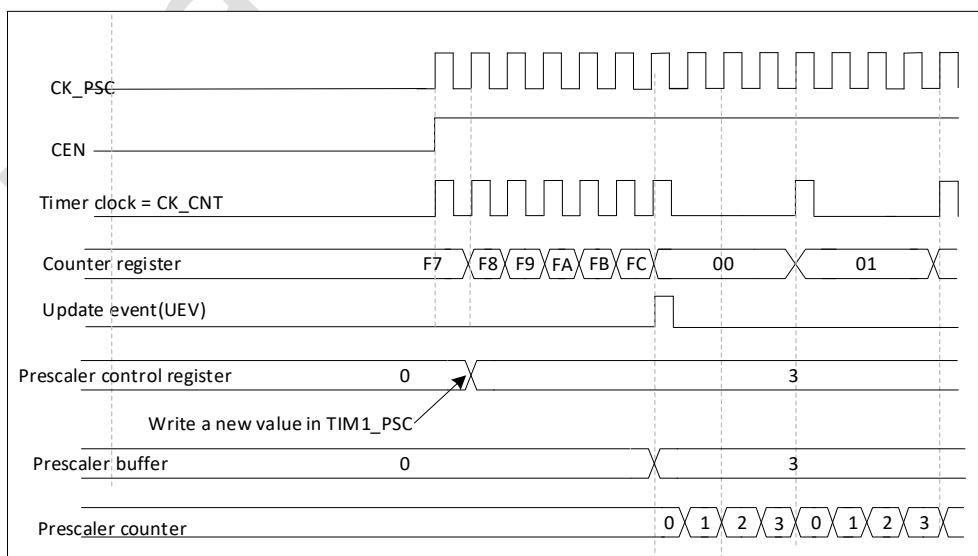 CK_PSC
CEN
Timer clock = CK_CNT
Counter register F7 F8 F9 FA FB FC 00 01
Update event(UEV)
Prescaler control register 0 3
Write a new value in TIM1_PSC
Prescaler buffer 0 3
Prescaler counter 0 1 2 3 0 1 2 3